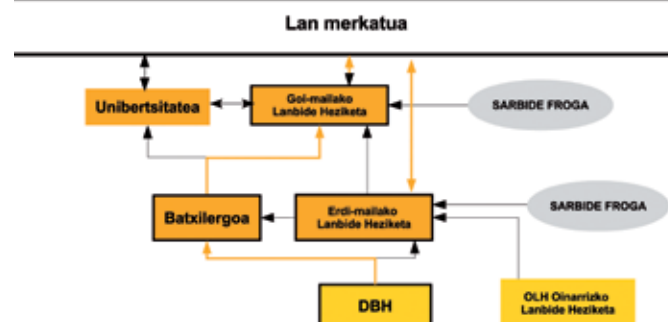 Lan merkatua
Unibertsitatea
Goi-mailako
Lanbide Heziketa
SARBIDE FROGA
Batxilergoa
Erdi-mailako
Lanbide Heziketa
SARBIDE FROGA
DBH
OLH Oinarrizko
Lanbide Heziketa